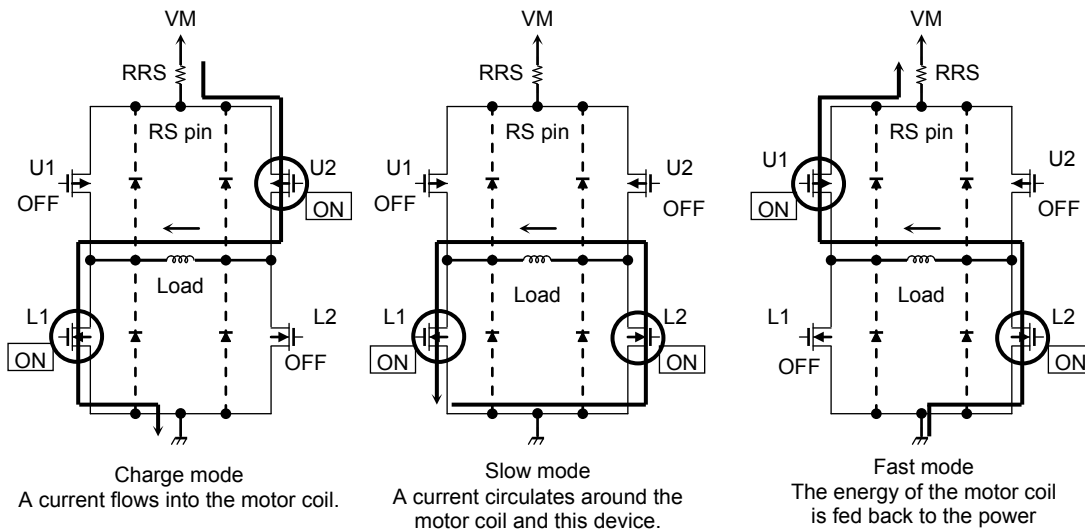 VM
RRS
RS pin
U1
OFF
U2
ON
Load
L1
ON
L2
OFF
Charge mode
A current flows into the motor coil.
VM
RRS
RS pin
U1
OFF
U2
OFF
Load
L1
ON
L2
ON
Slow mode
A current circulates around the
motor coil and this device.
VM
RRS
RS pin
U1
ON
U2
OFF
Load
L1
OFF
L2
ON
Fast mode
The energy of the motor coil
is fed back to the power